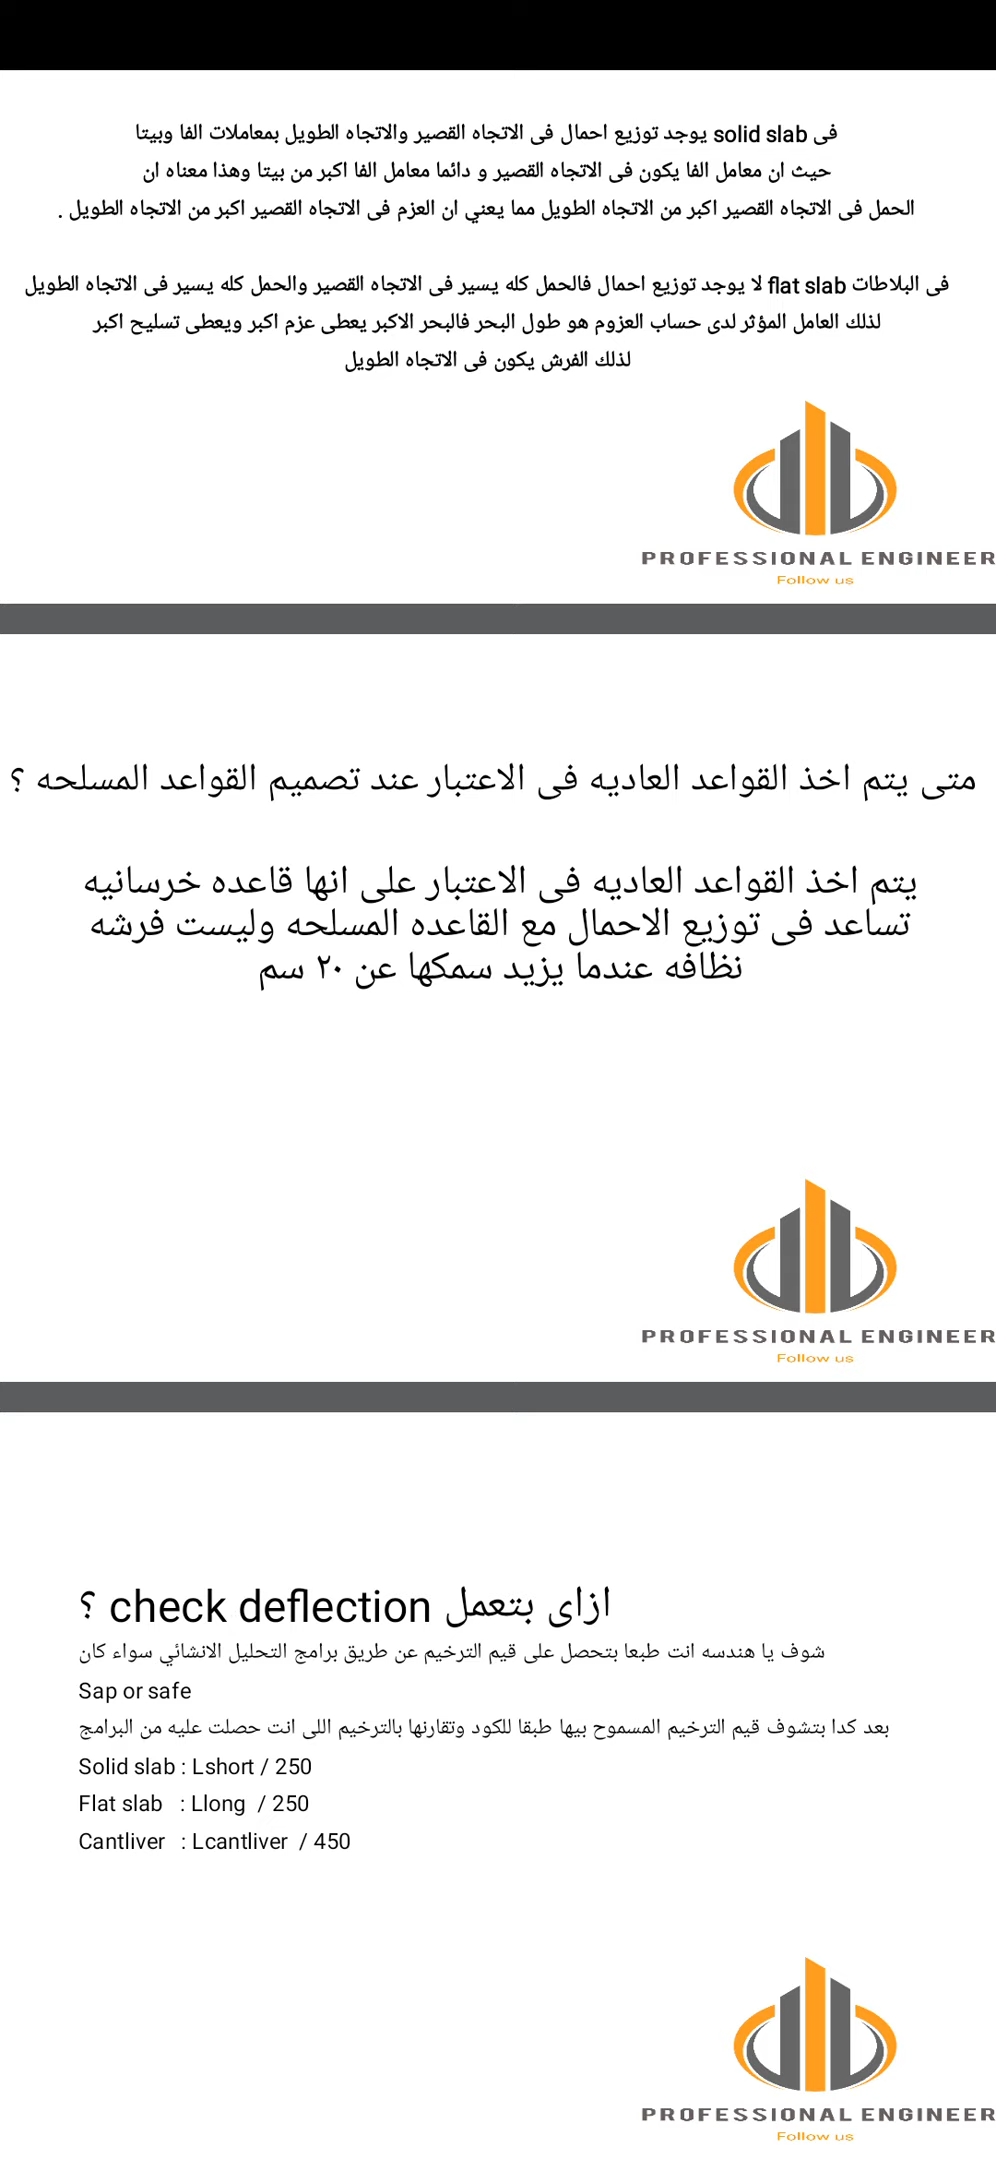 فى solid slab يوجد توزيع احمال فى الاتجاه القصير والاتجاه الطويل بمعاملات الفا وبيتا
حيث ان معامل الفا يكون فى الاتجاه القصير و دائما معامل الفا اكبر من بيتا وهذا معناه ان
الحمل فى الاتجاه القصير اكبر من الاتجاه الطويل مما يعني ان العزم فى الاتجاه القصير اكبر من الاتجاه الطويل .
فى البلاطات flat slab لا يوجد توزيع احمال فالحمل كله يسير فى الاتجاه القصير والحمل كله يسير فى الاتجاه الطويل
لذلك العامل المؤثر لدى حساب العزوم هو طول البحر فالبحر الاكبر يعطى عزم اكبر ويعطى تسليح اكبر
لذلك الفرش يكون فى الاتجاه الطويل
PROFESSIONAL ENGINEER
Follow us
متى يتم اخذ القواعد العاديه فى الاعتبار عند تصميم القواعد المسلحه ؟
يتم اخذ القواعد العاديه فى الاعتبار على انها قاعده خرسانيه
تساعد فى توزيع الاحمال مع القاعده المسلحه وليست فرشه
نظافه عندما يزيد سمكها عن ٢٠ سم
PROFESSIONAL ENGINEER
Follow us
ازاى بتعمل check deflection ؟
شوف يا هندسه انت طبعا بتحصل على قيم الترخيم عن طريق برامج التحليل الانشائي سواء كان
Sap or safe
بعد كدا بتشوف قيم الترخيم المسموح بيها طبقا للكود وتقارنها بالترخيم اللى انت حصلت عليه من البرامج
Solid slab : Lshort / 250
Flat slab : Llong / 250
Cantliver : Lcantliver / 450
PROFESSIONAL ENGINEER
Follow us